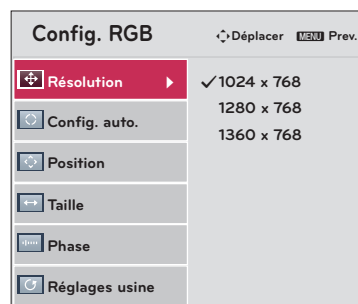 Config. RGB
Déplacer MENU Prev.
Résolution
1024 x 768
1280 x 768
1360 x 768
Config. auto.
Position
Taille
Phase
Réglages usine